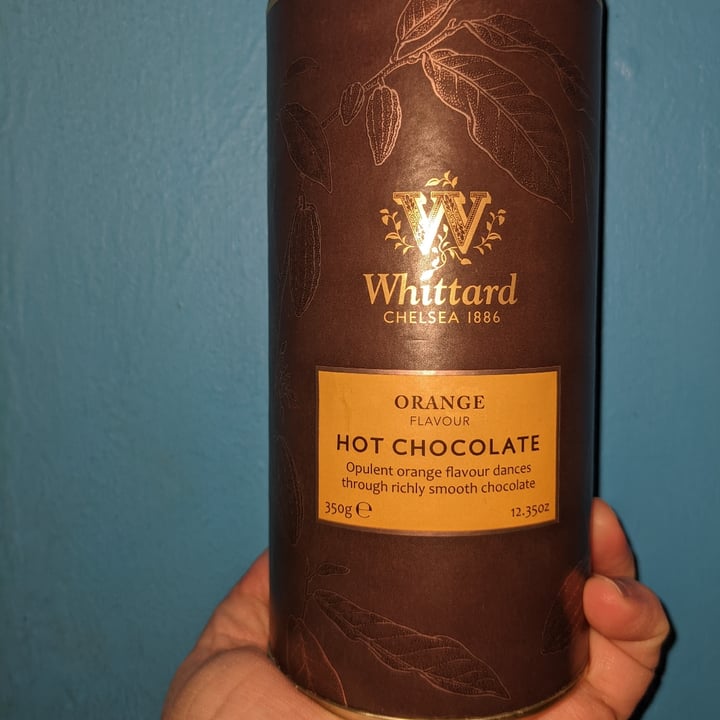 W
Whittard
CHELSEA 1886
ORANGE
FLAVOUR
HOT CHOCOLATE
Opulent orange flavour dances
through richly smooth chocolate
350g ℮ 12.35oz